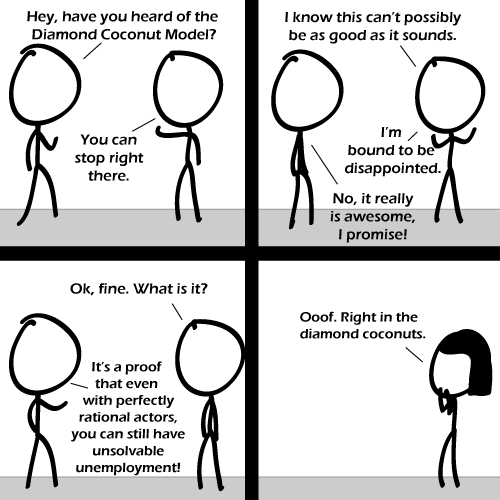 Hey, have you heard of the
Diamond Coconut Model?
You can
stop right
there.
I know this can't possibly
be as good as it sounds.
I'm
bound to be
disappointed.
No, it really
is awesome,
I promise!
Ok, fine. What is it?
It's a proof
that even
with perfectly
rational actors,
you can still have
unsolvable
unemployment!
Ooof. Right in the
diamond coconuts.